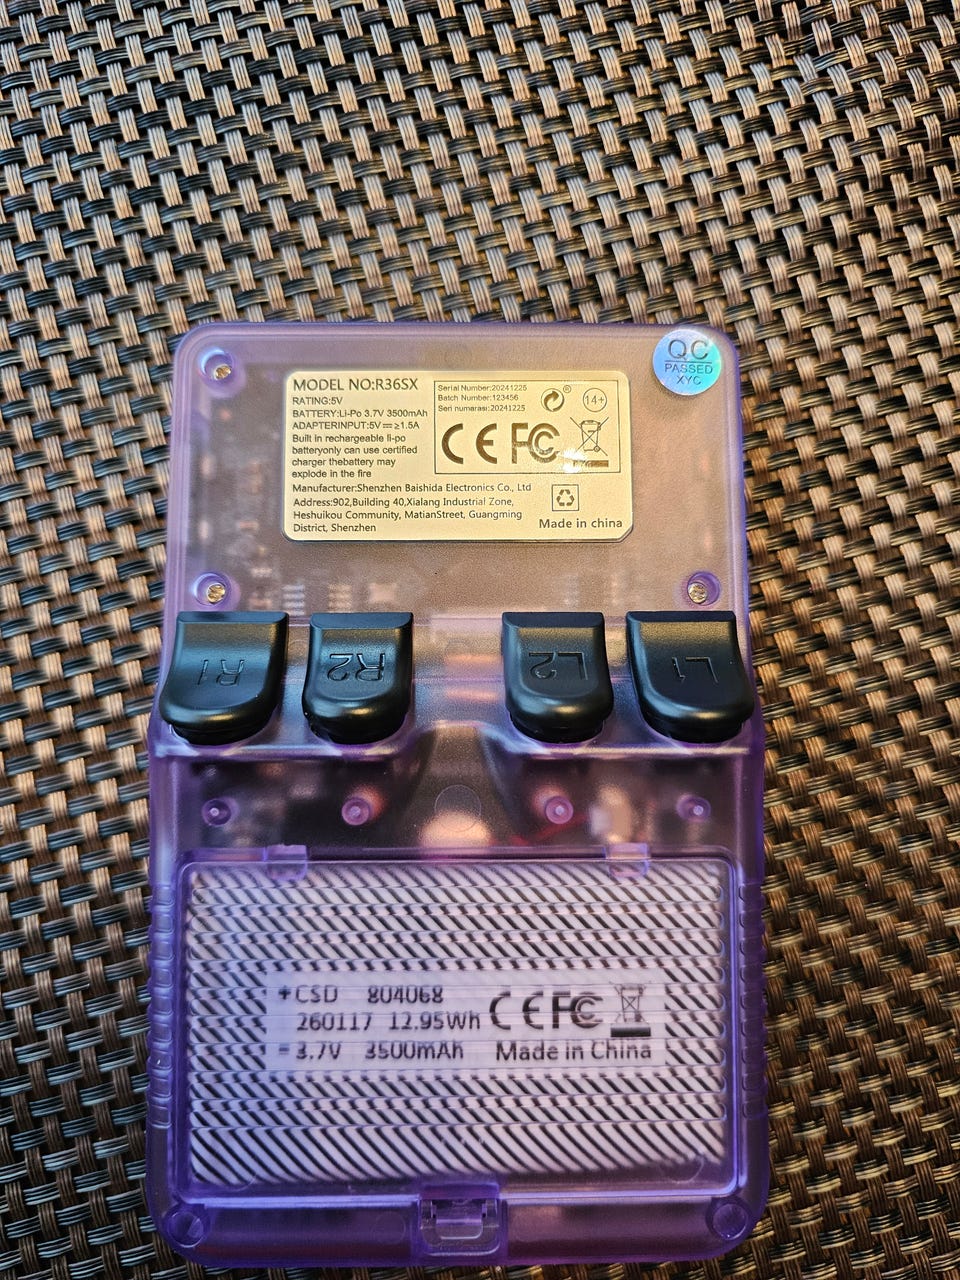 QC
PASSED
XYC
MODEL NO:R36SX
RATING:5V
BATTERY:Li-Po 3.7V 3500mAh
ADAPTERINPUT:5V⎓≥1.5A
Built in rechargeable li-po
batteryonly can use certified
charger thebattery may
explode in the fire
Serial Number:20241225
Batch Number:123456
Seri numarası:20241225
®
14+
CE FC
Manufacturer:Shenzhen Baishida Electronics Co., Ltd
Address:902,Building 40,Xialang Industrial Zone,
Heshuikou Community, MatianStreet, Guangming
District, Shenzhen
Made in china
R1 R2 L2 L1
+CSD 804068
260117 12.95Wh
3.7V 3500mAh
CE FC
Made in China